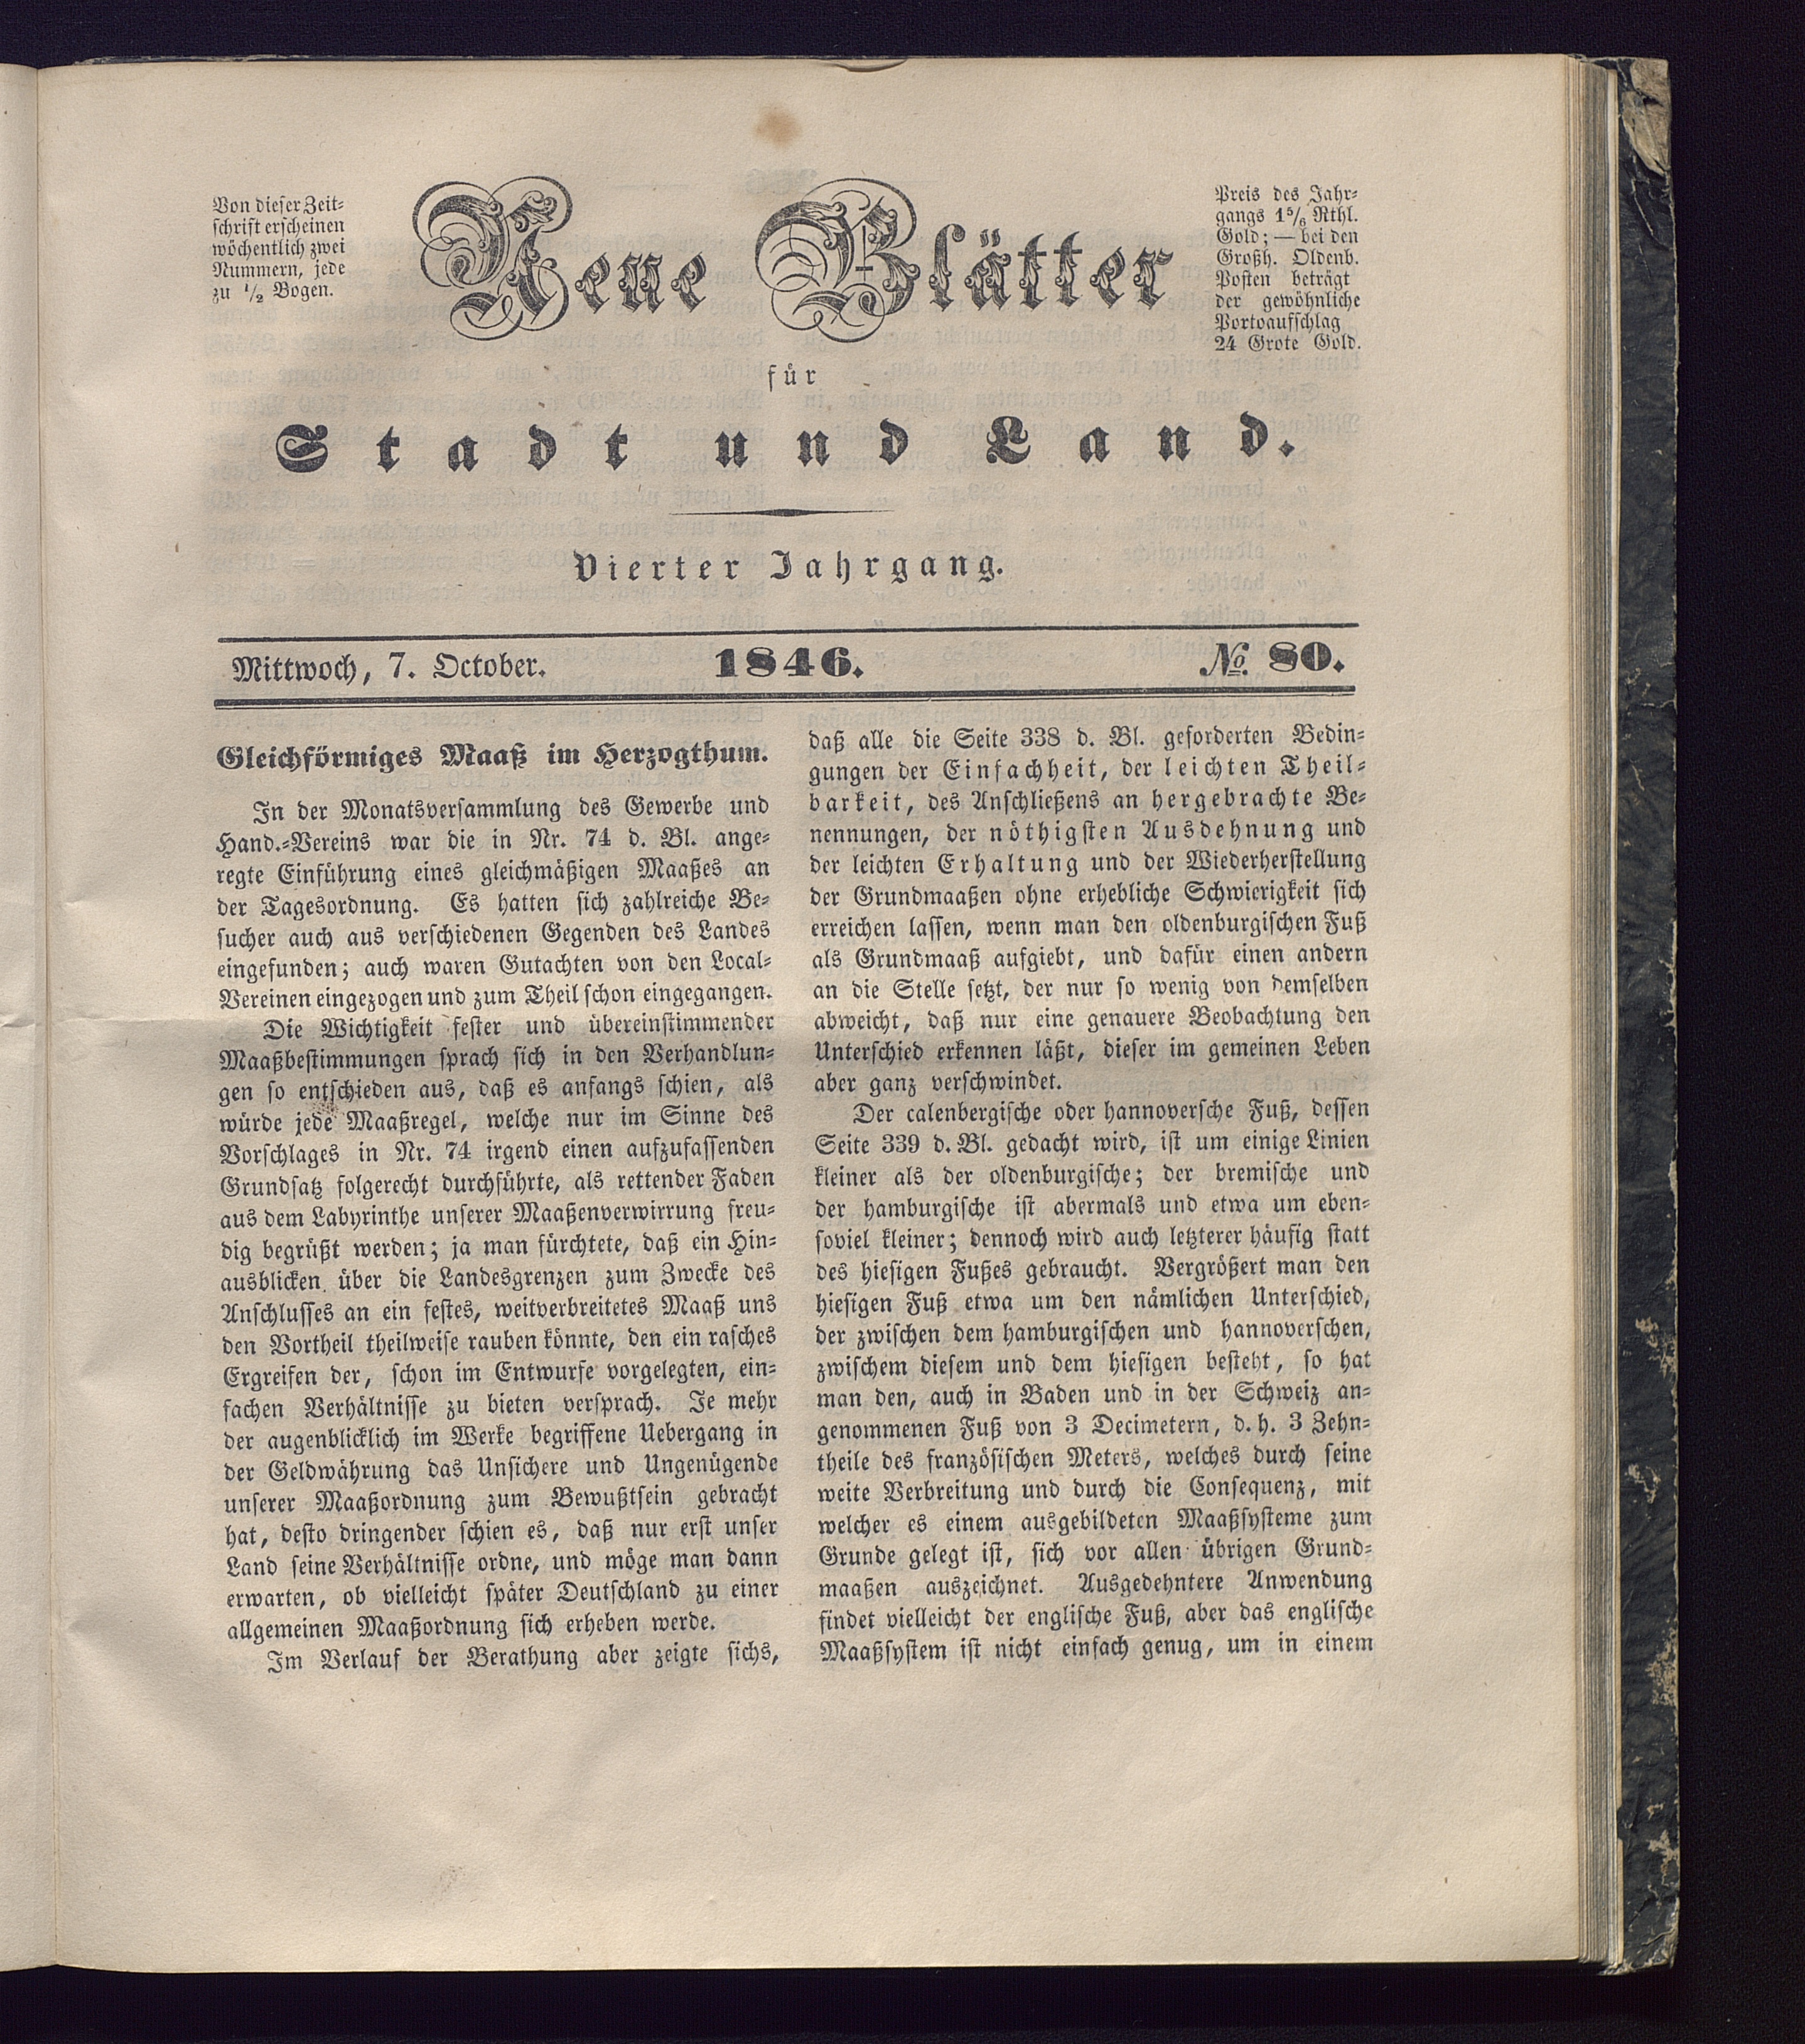 Von dieser Zeit-
schrift erscheinen
wöchentlich zwei
Nummern, jede
zu 1/2 Bogen.
Neue Blätter
Preis des Jahr-
gangs 1 5/6 Rthl.
Gold; — bei den
Großh. Oldenb.
Posten beträgt
der gewöhnliche
Portoaufschlag
24 Grote Gold.
für
Stadt und Land.
Vierter Jahrgang.
Mittwoch, 7. October. 1846. No. 80.
Gleichförmiges Maaß im Herzogthum.
In der Monatsversammlung des Gewerbe und
Hand.-Vereins war die in Nr. 74 d. Bl. ange-
regte Einführung eines gleichmäßigen Maaßes an
der Tagesordnung. Es hatten sich zahlreiche Be-
sucher auch aus verschiedenen Gegenden des Landes
eingefunden; auch waren Gutachten von den Local-
Vereinen eingezogen und zum Theil schon eingegangen.
Die Wichtigkeit fester und übereinstimmender
Maaßbestimmungen sprach sich in den Verhandlun-
gen so entschieden aus, daß es anfangs schien, als
würde jede Maaßregel, welche nur im Sinne des
Vorschlages in Nr. 74 irgend einen aufzufassenden
Grundsatz folgerecht durchführte, als rettender Faden
aus dem Labyrinthe unserer Maaßenverwirrung freu-
dig begrüßt werden; ja man fürchtete, daß ein Hin-
ausblicken über die Landesgrenzen zum Zwecke des
Anschlusses an ein festes, weitverbreitetes Maaß uns
den Vortheil theilweise rauben könnte, den ein rasches
Ergreifen der, schon im Entwurfe vorgelegten, ein-
fachen Verhältnisse zu bieten versprach. Je mehr
der augenblicklich im Werke begriffene Uebergang in
der Geldwährung das Unsichere und Ungenügende
unserer Maaßordnung zum Bewußtsein gebracht
hat, desto dringender schien es, daß nur erst unser
Land seine Verhältnisse ordne, und möge man dann
erwarten, ob vielleicht später Deutschland zu einer
allgemeinen Maaßordnung sich erheben werde.
Im Verlauf der Berathung aber zeigte sichs,
daß alle die Seite 338 d. Bl. geforderten Bedin-
gungen der Einfachheit, der leichten Theil-
barkeit, des Anschließens an hergebrachte Be-
nennungen, der nöthigsten Ausdehnung und
der leichten Erhaltung und der Wiederherstellung
der Grundmaaßen ohne erhebliche Schwierigkeit sich
erreichen lassen, wenn man den oldenburgischen Fuß
als Grundmaaß aufgiebt, und dafür einen andern
an die Stelle setzt, der nur so wenig von demselben
abweicht, daß nur eine genauere Beobachtung den
Unterschied erkennen läßt, dieser im gemeinen Leben
aber ganz verschwindet.
Der calenbergische oder hannoversche Fuß, dessen
Seite 339 d. Bl. gedacht wird, ist um einige Linien
kleiner als der oldenburgische; der bremische und
der hamburgische ist abermals und etwa um eben-
soviel kleiner; dennoch wird auch letzterer häufig statt
des hiesigen Fußes gebraucht. Vergrößert man den
hiesigen Fuß etwa um den nämlichen Unterschied,
der zwischen dem hamburgischen und hannoverschen,
zwischem diesem und dem hiesigen besteht, so hat
man den, auch in Baden und in der Schweiz an-
genommenen Fuß von 3 Decimetern, d. h. 3 Zehn-
theile des französischen Meters, welches durch seine
weite Verbreitung und durch die Consequenz, mit
welcher es einem ausgebildeten Maaßsysteme zum
Grunde gelegt ist, sich vor allen übrigen Grund-
maaßen auszeichnet. Ausgedehntere Anwendung
findet vielleicht der englische Fuß, aber das englische
Maaßsystem ist nicht einfach genug, um in einem